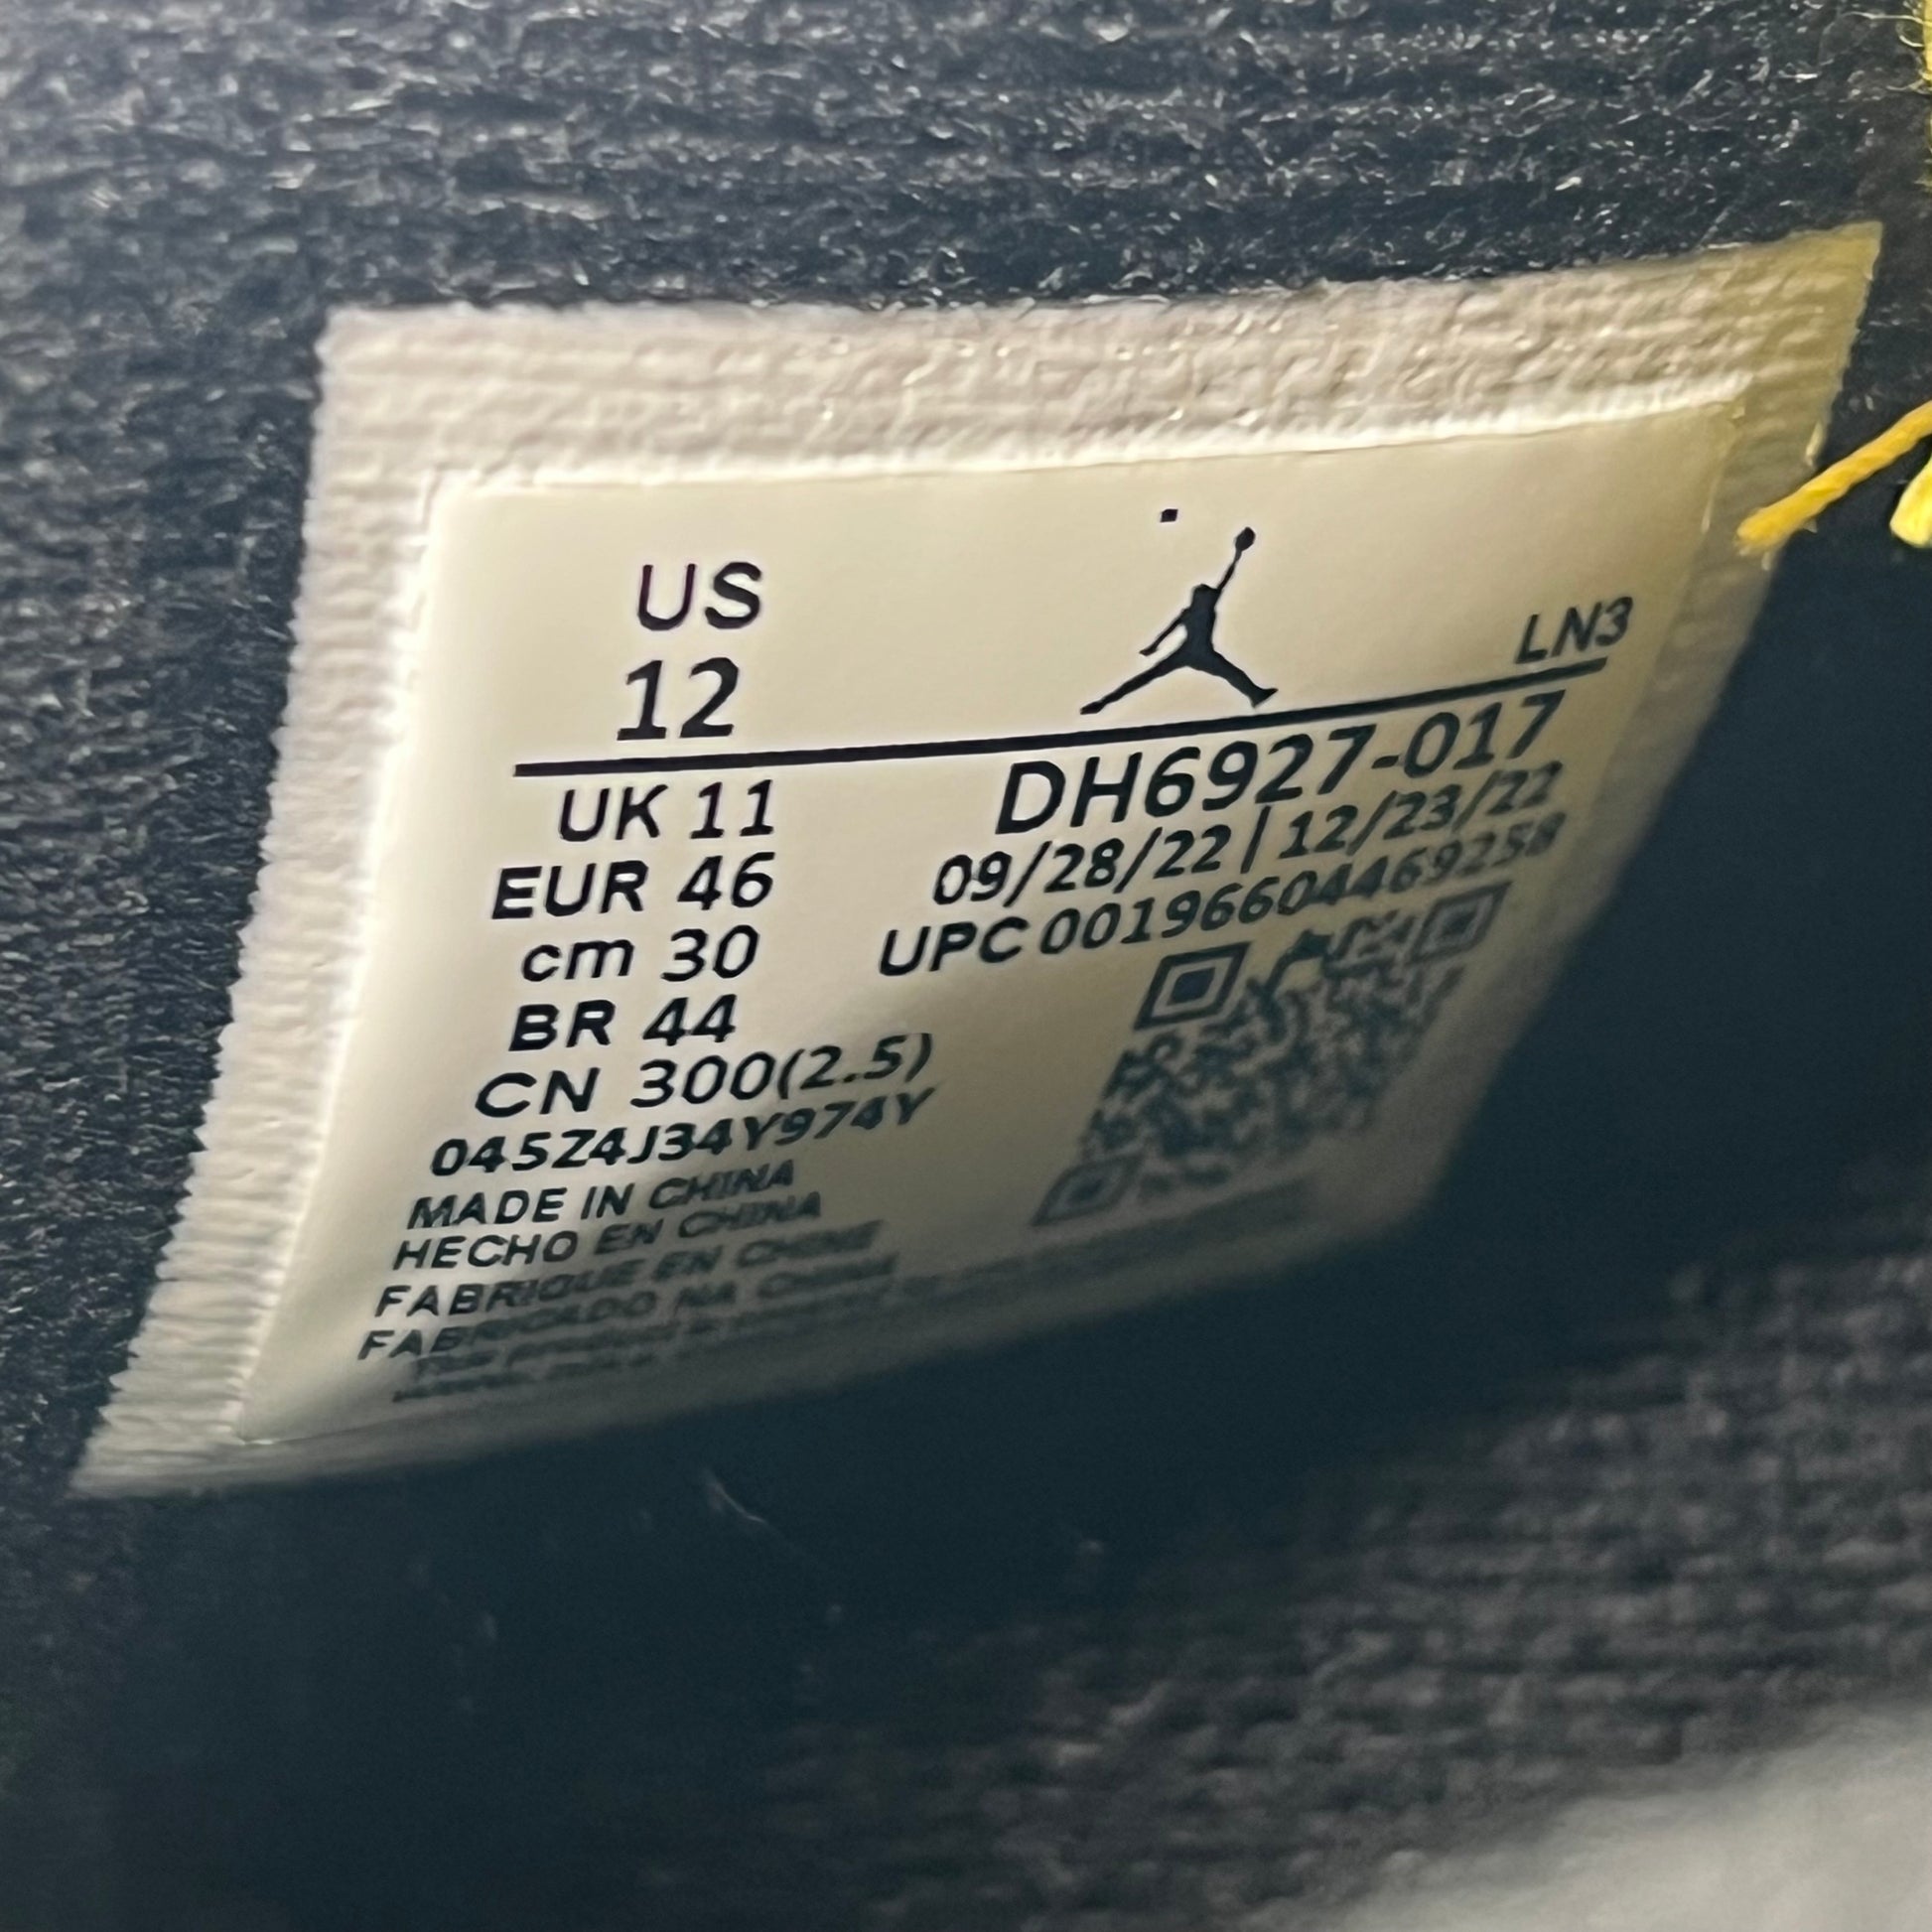 US
12
LN3
UK 11
EUR 46
cm 30
BR 44
CN 300(2.5)
045Z4J34Y974Y
MADE IN CHINA
HECHO EN CHINA
FABRIQUE EN CHINE
FABRICADO NA CHINA
DH6927-017
09/28/22 | 12/23/22
UPC 00196604469258